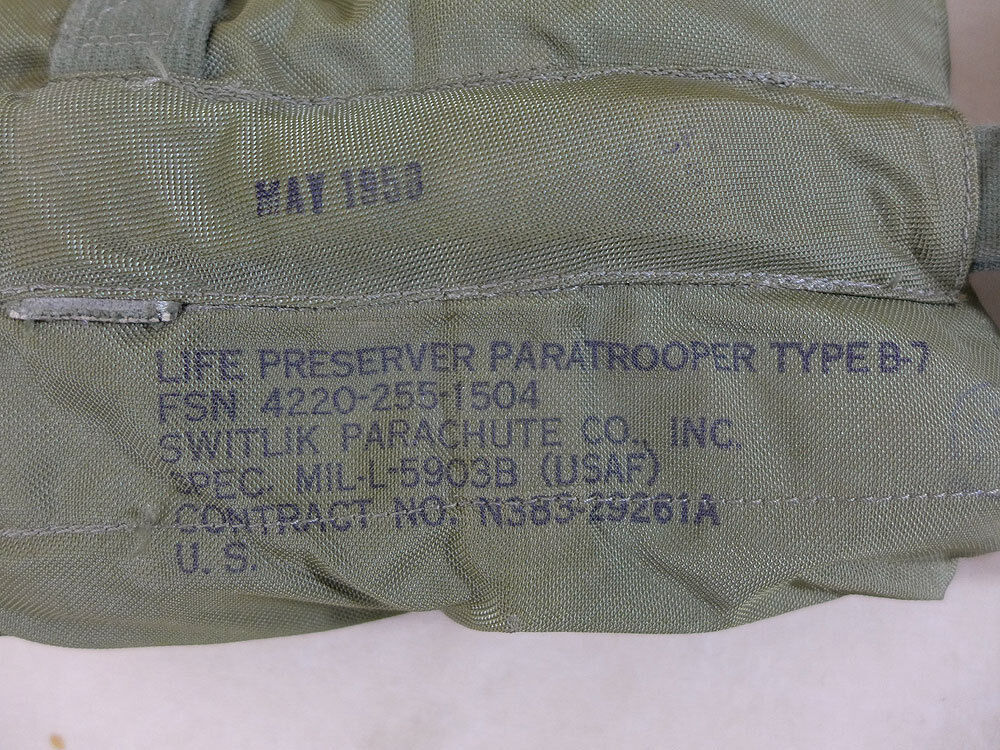 MAY
LIFE PRESERVER PARATROOPER TYPE B-7
FSN 4220-255-1504
SWITLIK PARACHUTE CO., INC.
SPEC. MIL-L-5903B (USAF)
CONTRACT NO. N383-29261A
U. S.